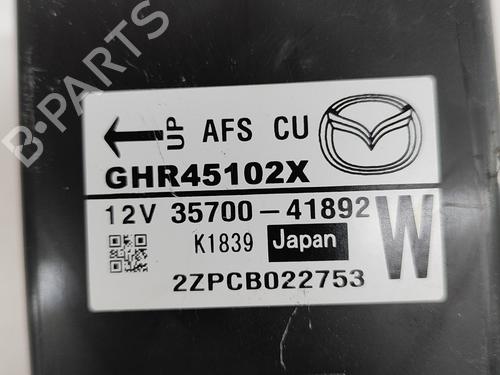 B-PARTS
UP AFS CU
GHR45102X
12V 35700-41892
W
K1839 Japan
2ZPCB022753